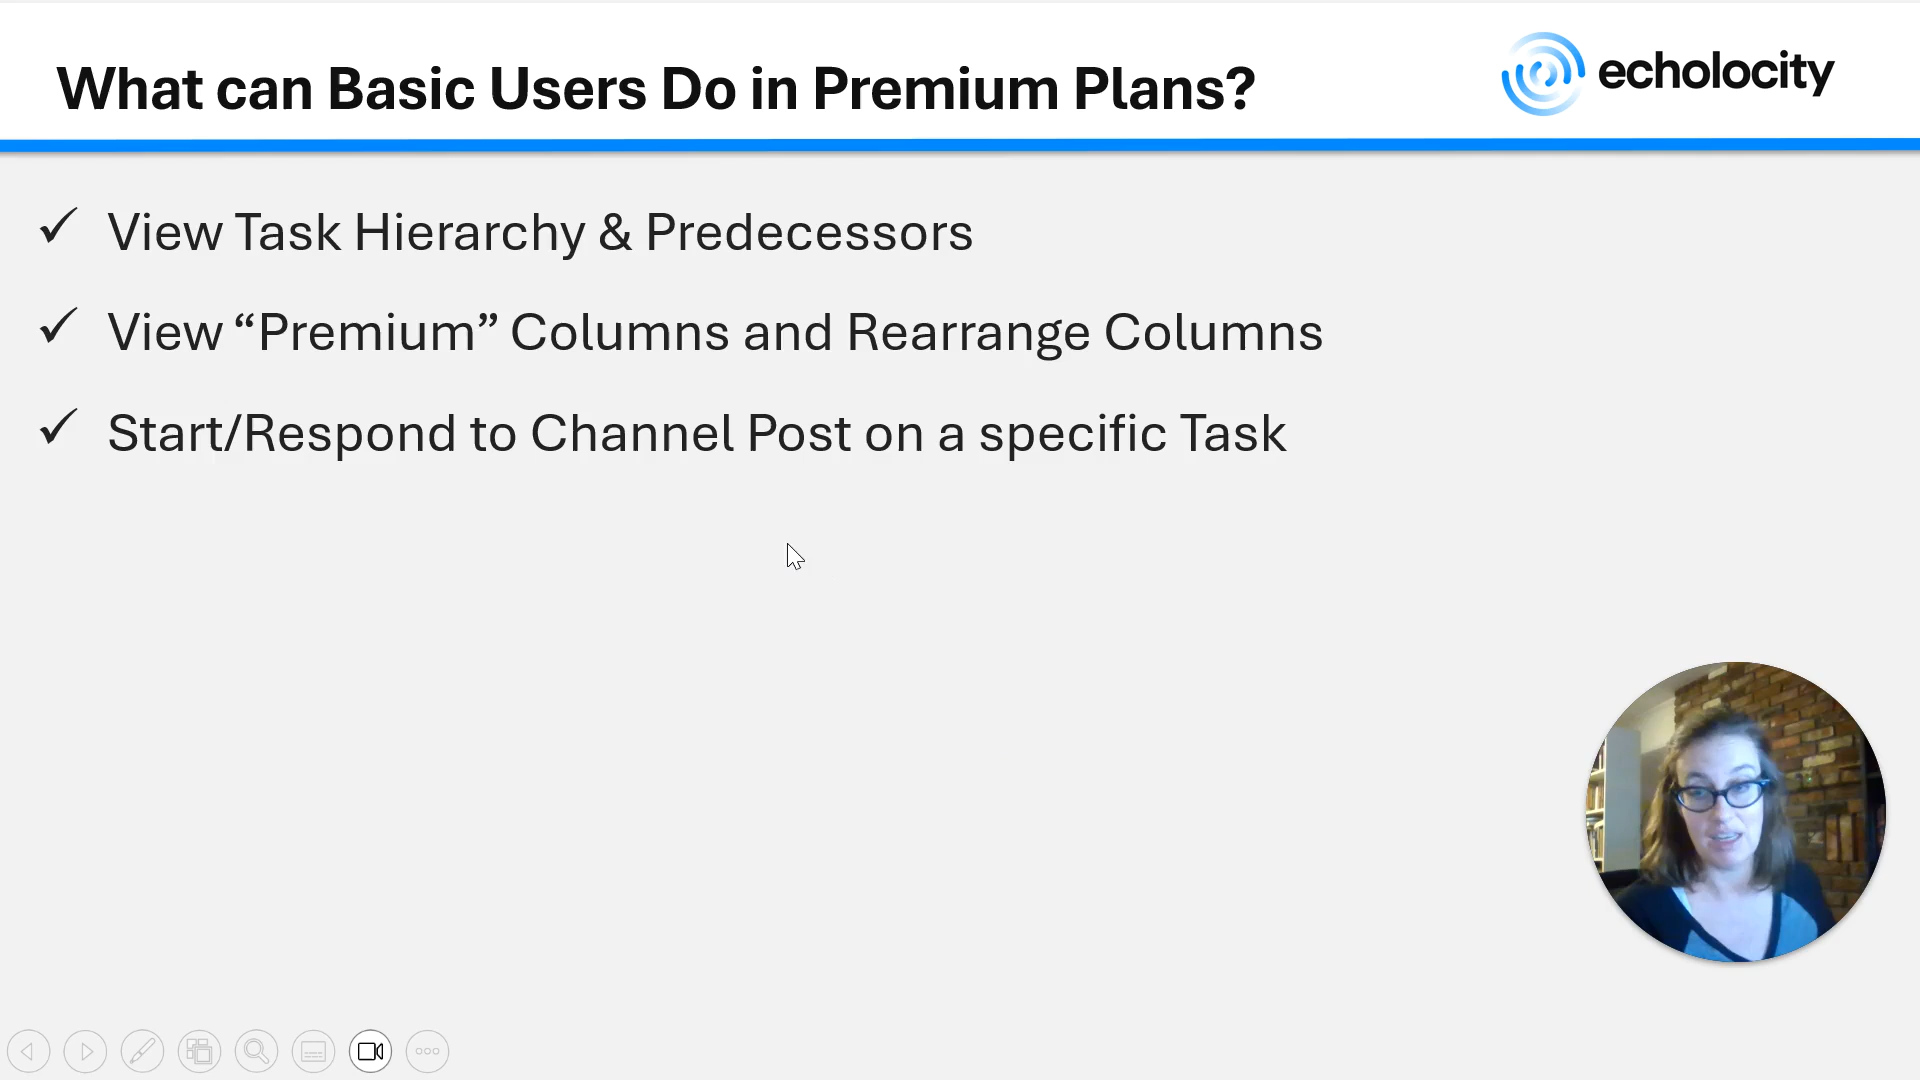 What can Basic Users Do in Premium Plans?
echolocity
View Task Hierarchy & Predecessors
View “Premium” Columns and Rearrange Columns
Start/Respond to Channel Post on a specific Task